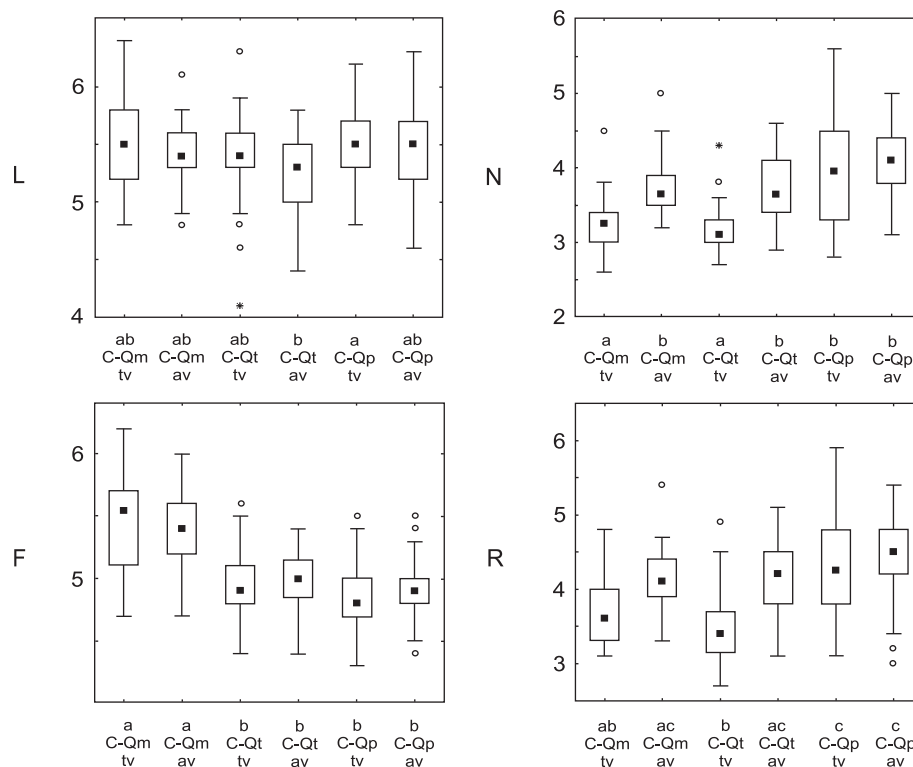 L
6
5
4
ab ab ab b a ab
C-Qm C-Qm C-Qt C-Qt C-Qp C-Qp
tv av tv av tv av
N
6
5
4
3
2
a b a b b b
C-Qm C-Qm C-Qt C-Qt C-Qp C-Qp
tv av tv av tv av
F
6
5
a a b b b b
C-Qm C-Qm C-Qt C-Qt C-Qp C-Qp
tv av tv av tv av
R
6
5
4
3
ab ac b ac c c
C-Qm C-Qm C-Qt C-Qt C-Qp C-Qp
tv av tv av tv av